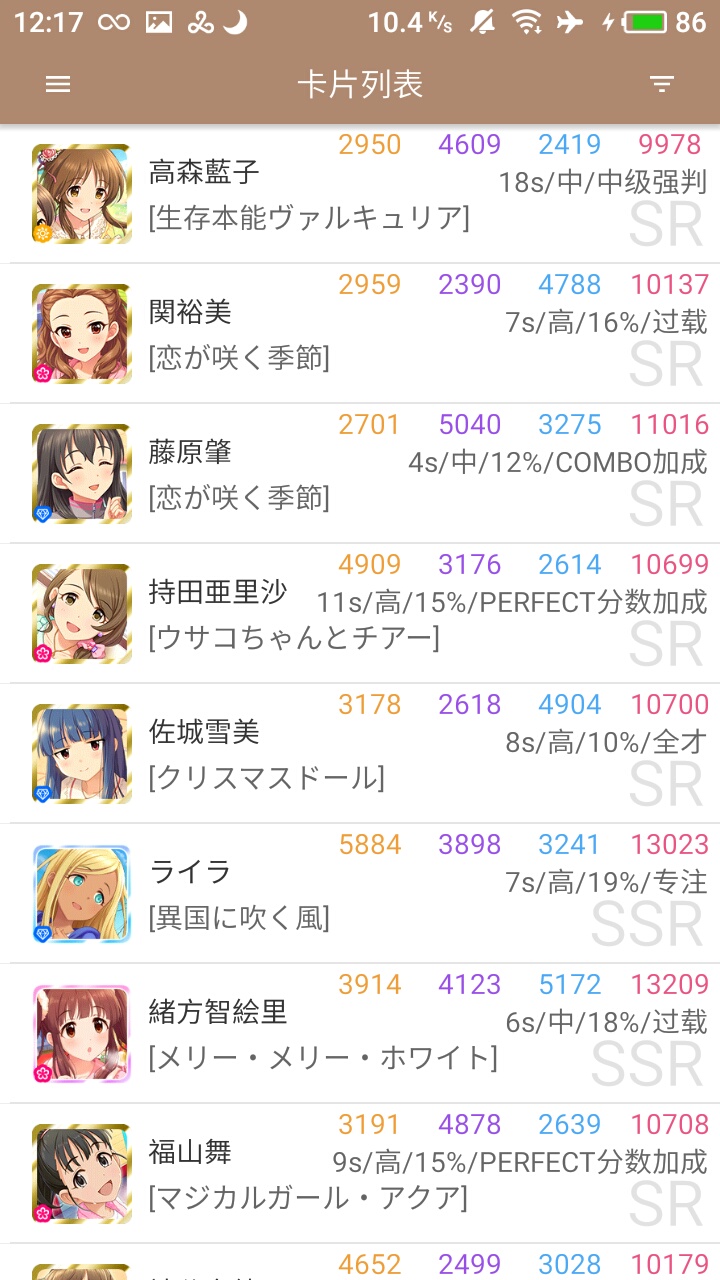 12:17 10.4 K/s 86
卡片列表
2950 4609 2419 9978
高森藍子 18s/中/中级强判
[生存本能ヴァルキュリア] SR
2959 2390 4788 10137
関裕美 7s/高/16%/过载
[恋が咲く季節] SR
2701 5040 3275 11016
藤原肇 4s/中/12%/COMBO加成
[恋が咲く季節] SR
4909 3176 2614 10699
持田亜里沙 11s/高/15%/PERFECT分数加成
[ウサコちゃんとチアー] SR
3178 2618 4904 10700
佐城雪美 8s/高/10%/全才
[クリスマスドール] SR
5884 3898 3241 13023
ライラ 7s/高/19%/专注
[異国に吹く風] SSR
3914 4123 5172 13209
緒方智絵里 6s/中/18%/过载
[メリー・メリー・ホワイト] SSR
3191 4878 2639 10708
福山舞 9s/高/15%/PERFECT分数加成
[マジカルガール・アクア] SR
4652 2499 3028 10179